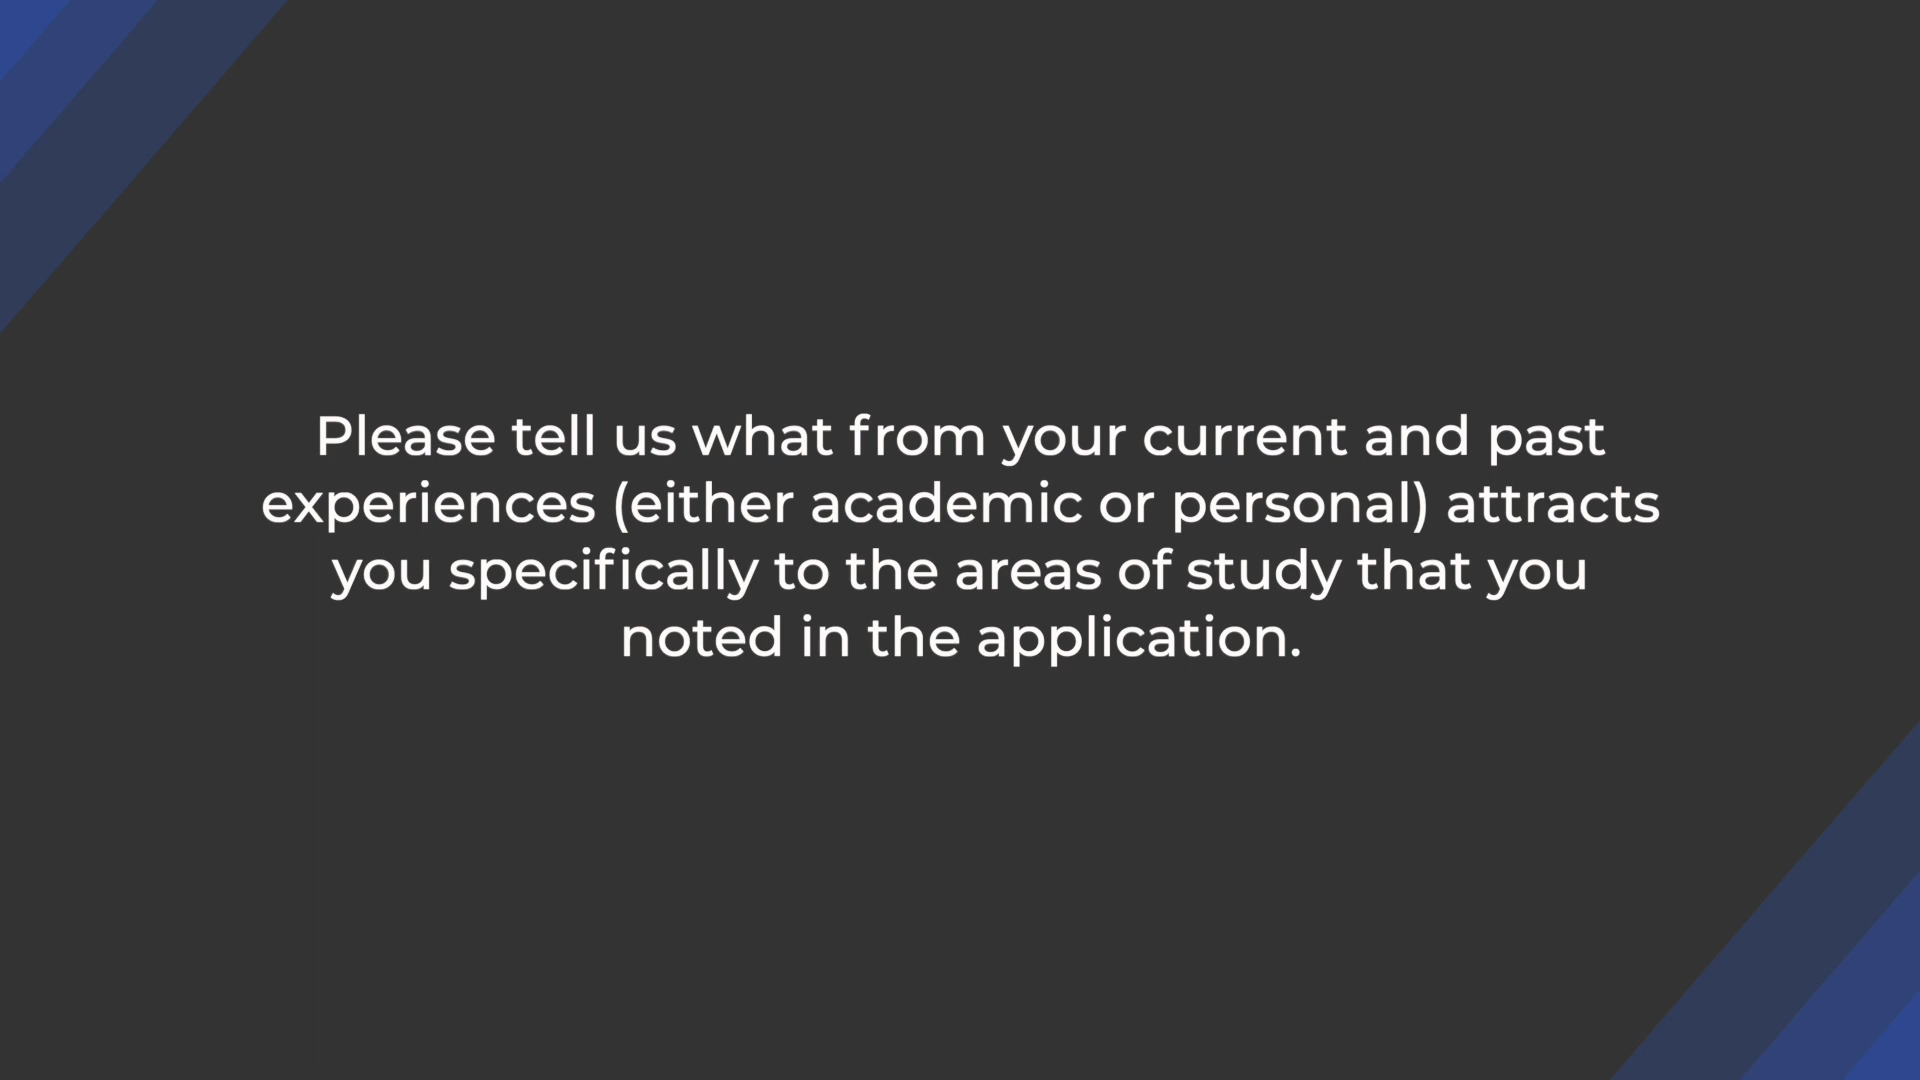 Please tell us what from your current and past
experiences (either academic or personal) attracts
you specifically to the areas of study that you
noted in the application.